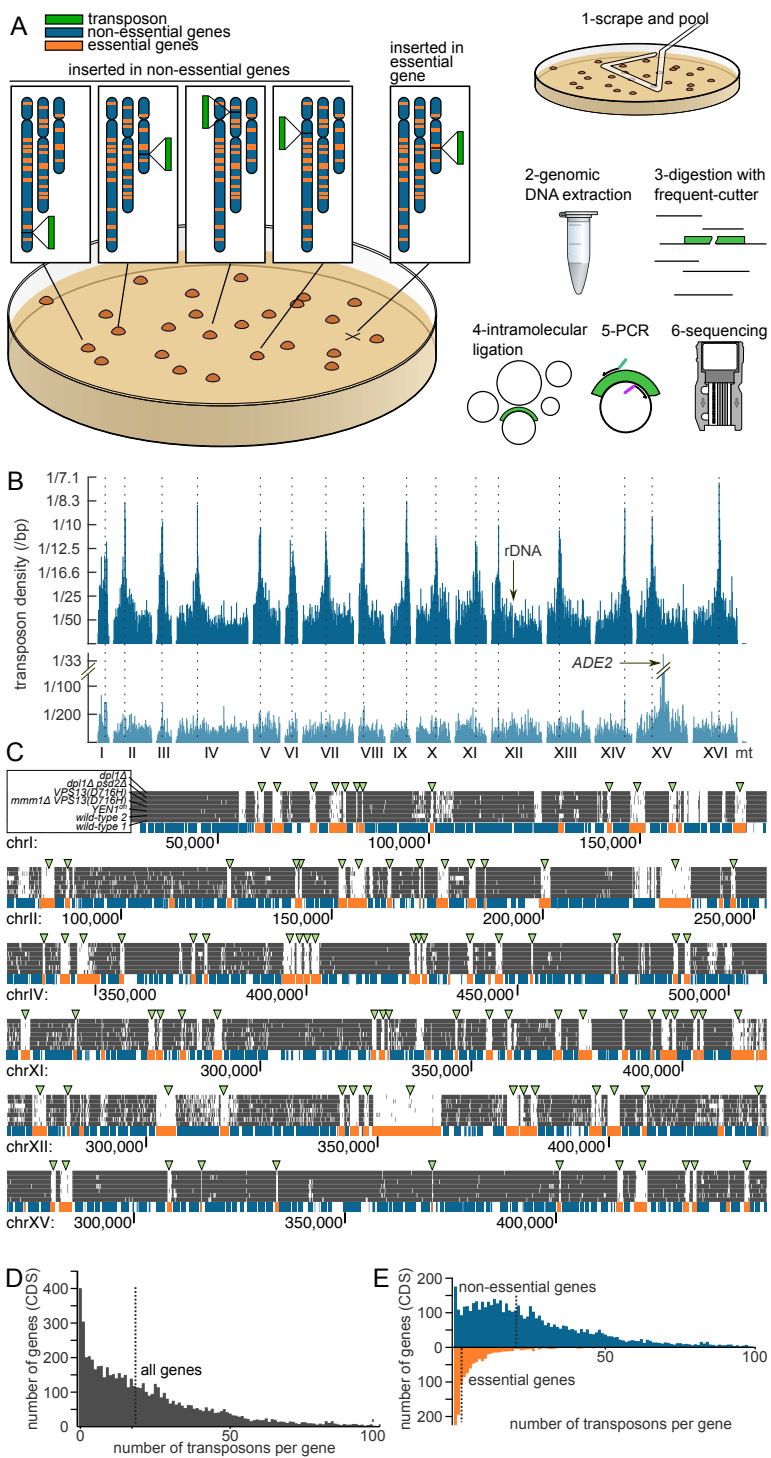 A
transposon
non-essential genes
essential genes
inserted in non-essential genes
inserted in
essential
gene
1-scrape and pool
2-genomic
DNA extraction
3-digestion with
frequent-cutter
4-intramolecular
ligation
5-PCR
6-sequencing
B
transposon density (/bp)
1/7.1
1/8.3
1/10
1/12.5
1/16.6
1/25
1/50
rDNA
1/33
1/100
1/200
ADE2
I II III IV V VI VII VIII IX X XI XII XIII XIV XV XVI mt
C
dpl1Δ
dpl1Δ psd2Δ
VPS13(D716H)
mmm1Δ VPS13(D716H)
YEN1ᵒⁿ
wild-type 2
wild-type 1
chrI: 50,000 100,000 150,000
chrII: 100,000 150,000 200,000 250,000
chrIV: 350,000 400,000 450,000 500,000
chrXI: 300,000 350,000 400,000
chrXII: 300,000 350,000 400,000
chrXV: 300,000 350,000 400,000
D
number of genes (CDS)
400
350
300
250
200
150
100
50
0
all genes
0 50 100
number of transposons per gene
E
number of genes (CDS)
200
100
0
100
200
non-essential genes
50 100
essential genes
number of transposons per gene